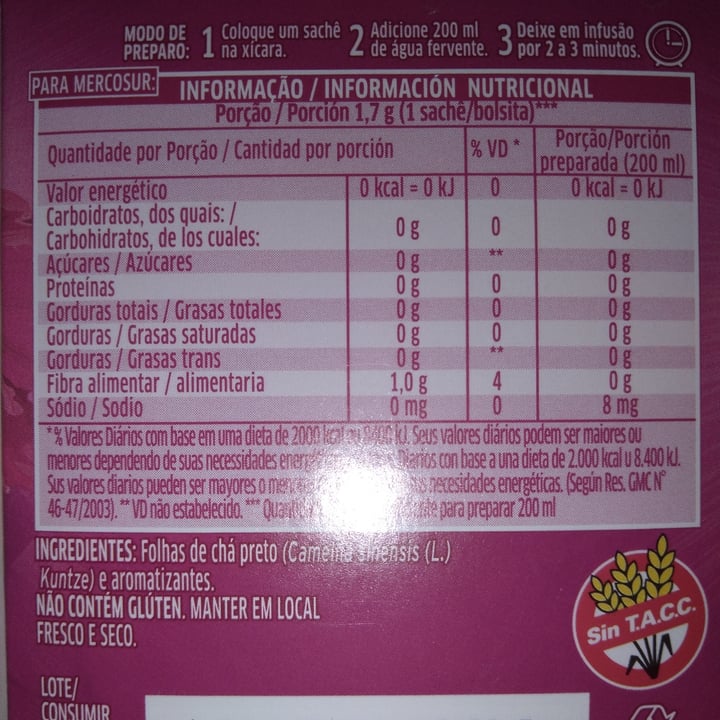 MODO DE PREPARO:
1 Coloque um sachê na xícara.
2 Adicione 200 ml de água fervente.
3 Deixe em infusão por 2 a 3 minutos.
PARA MERCOSUR:
INFORMAÇÃO / INFORMACIÓN NUTRICIONAL
Porção / Porción 1,7 g (1 sachê/bolsita)***
Quantidade por Porção / Cantidad por porción % VD * Porção/Porción preparada (200 ml)
Valor energético 0 kcal = 0 kJ 0 0 kcal = 0 kJ
Carboidratos, dos quais: /
Carbohidratos, de los cuales: 0 g 0 0 g
Açúcares / Azúcares 0 g ** 0 g
Proteínas 0 g 0 0 g
Gorduras totais / Grasas totales 0 g 0 0 g
Gorduras / Grasas saturadas 0 g 0 0 g
Gorduras / Grasas trans 0 g ** 0 g
Fibra alimentar / alimentaria 1,0 g 4 0 g
Sódio / Sodio 0 mg 0 8 mg
*% Valores Diários com base em uma dieta de 2000 kcal ou 8400 kJ. Seus valores diários podem ser maiores ou
menores dependendo de suas necessidades Diarios con base a una dieta de 2.000 kcal u 8.400 kJ.
Sus valores diarios pueden ser mayores o necesidades energéticas. (Según Res. GMC N°
46-47/2003). ** VD não estabelecido. *** para preparar 200 ml
INGREDIENTES: Folhas de chá preto (Camellia sinensis (L.)
Kuntze) e aromatizantes.
NÃO CONTÉM GLÚTEN. MANTER EM LOCAL
FRESCO E SECO.
Sin T.A.C.C.
LOTE/
CONSUMIR